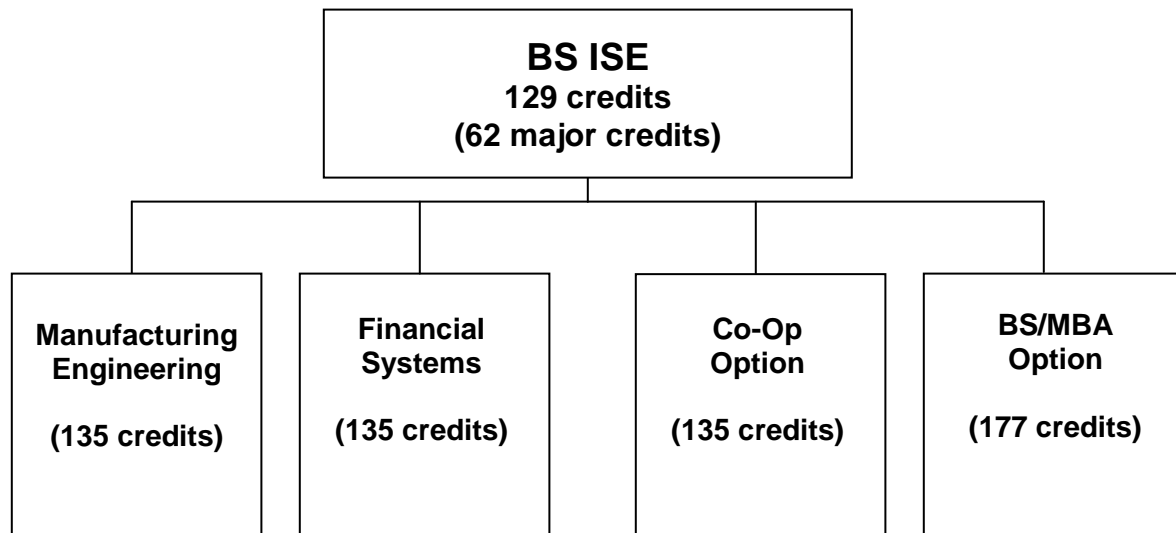 BS ISE
129 credits
(62 major credits)
Manufacturing
Engineering
(135 credits)
Financial
Systems
(135 credits)
Co-Op
Option
(135 credits)
BS/MBA
Option
(177 credits)